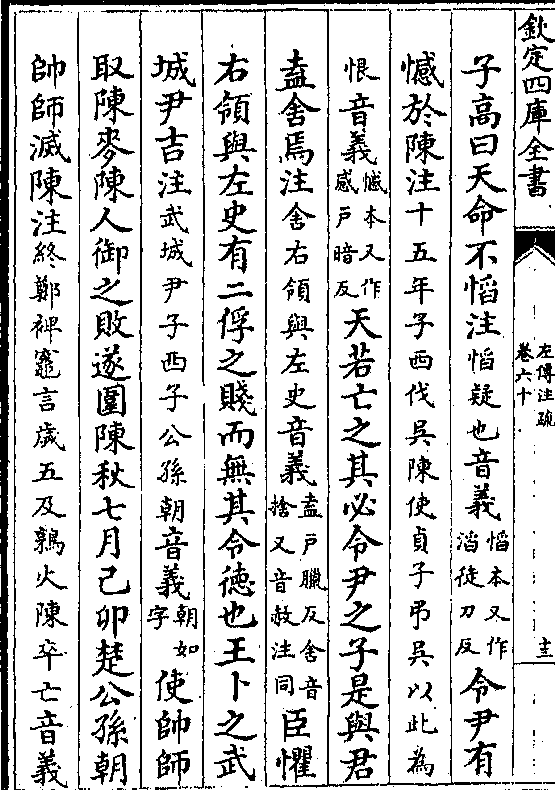 欽定四庫全書
左傳注疏
卷六十
主
子高曰天命不慆注慆疑也音義慆本又作滔徒刀反令尹有
憾於陳注十五年子西伐吳陳使貞子弔吳以此為
恨音義憾本又作感戶暗反天若亡之其必令尹之子是與君
盍舍焉注舍右領與左史音義盍戶臘反舍音捨又音赦注同臣懼
右領與左史有二俘之賤而無其令德也王卜之武
城尹吉注武城尹子西子公孫朝音義朝如字使帥師
取陳麥陳人御之敗遂圍陳秋七月己卯楚公孫朝
帥師滅陳注終鄭裨竈言歲五及鶉火陳卒亡音義